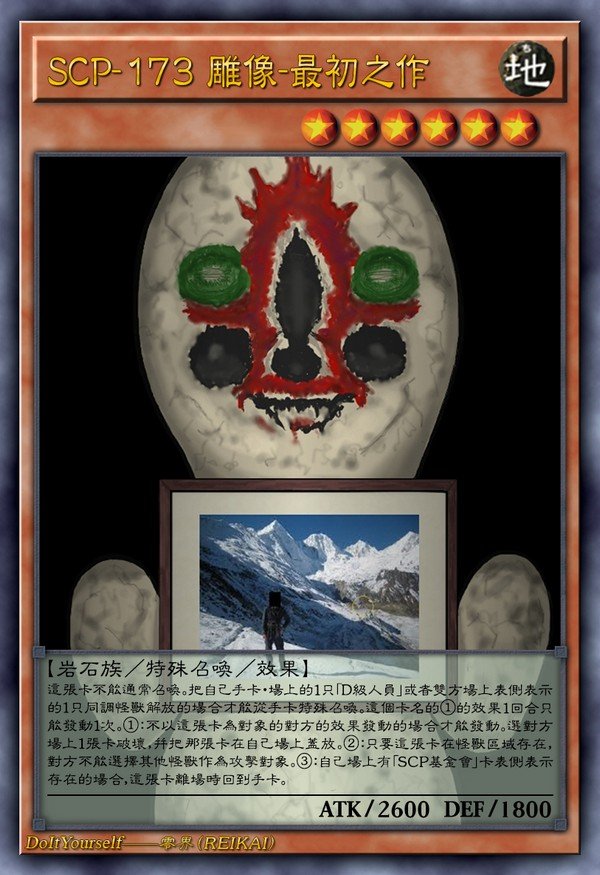 SCP-173 雕像-最初之作
地
【岩石族／特殊召喚／效果】
這張卡不能通常召喚。把自己手卡·場上的1只「D級人員」或者雙方場上表側表示
的1只同調怪獸解放的場合才能從手卡特殊召喚。這個卡名的①的效果1回合只
能發動1次。①：不以這張卡為對象的對方的效果發動的場合才能發動。選對方
場上1張卡破壞，并把那張卡在自己場上蓋放。②：只要這張卡在怪獸區域存在，
對方不能選擇其他怪獸作為攻擊對象。③：自己場上有「SCP基金會」卡表側表示
存在的場合，這張卡離場時回到手卡。
ATK/2600 DEF/1800
DoItYourself——零界(REIKAI)